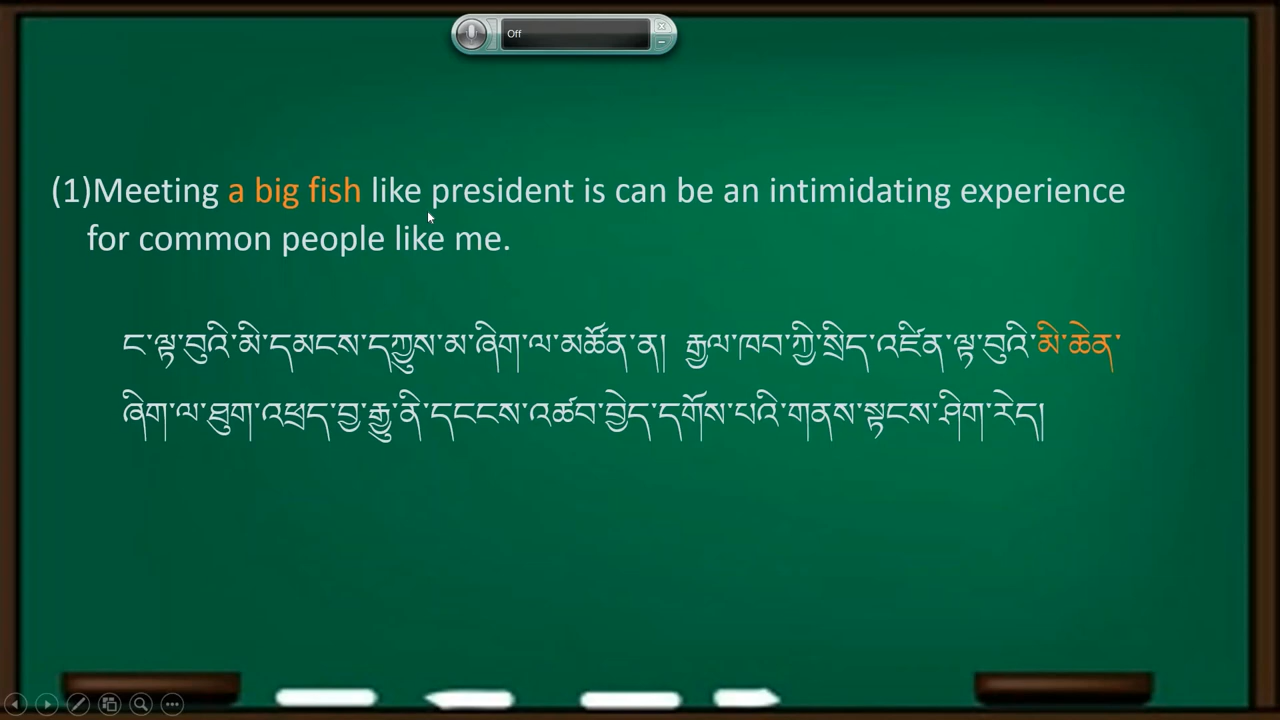 Off
(1)Meeting a big fish like president is can be an intimidating experience
for common people like me.
ང་ལྟ་བུའི་མི་དམངས་དཀྱུས་མ་ཞིག་ལ་མཚོན་ན། རྒྱལ་ཁབ་ཀྱི་སྲིད་འཛིན་ལྟ་བུའི་མི་ཆེན་
ཞིག་ལ་ཐུག་འཕྲད་བྱ་རྒྱུ་ནི་དངངས་འཚབ་བྱེད་དགོས་པའི་གནས་སྟངས་ཤིག་རེད།